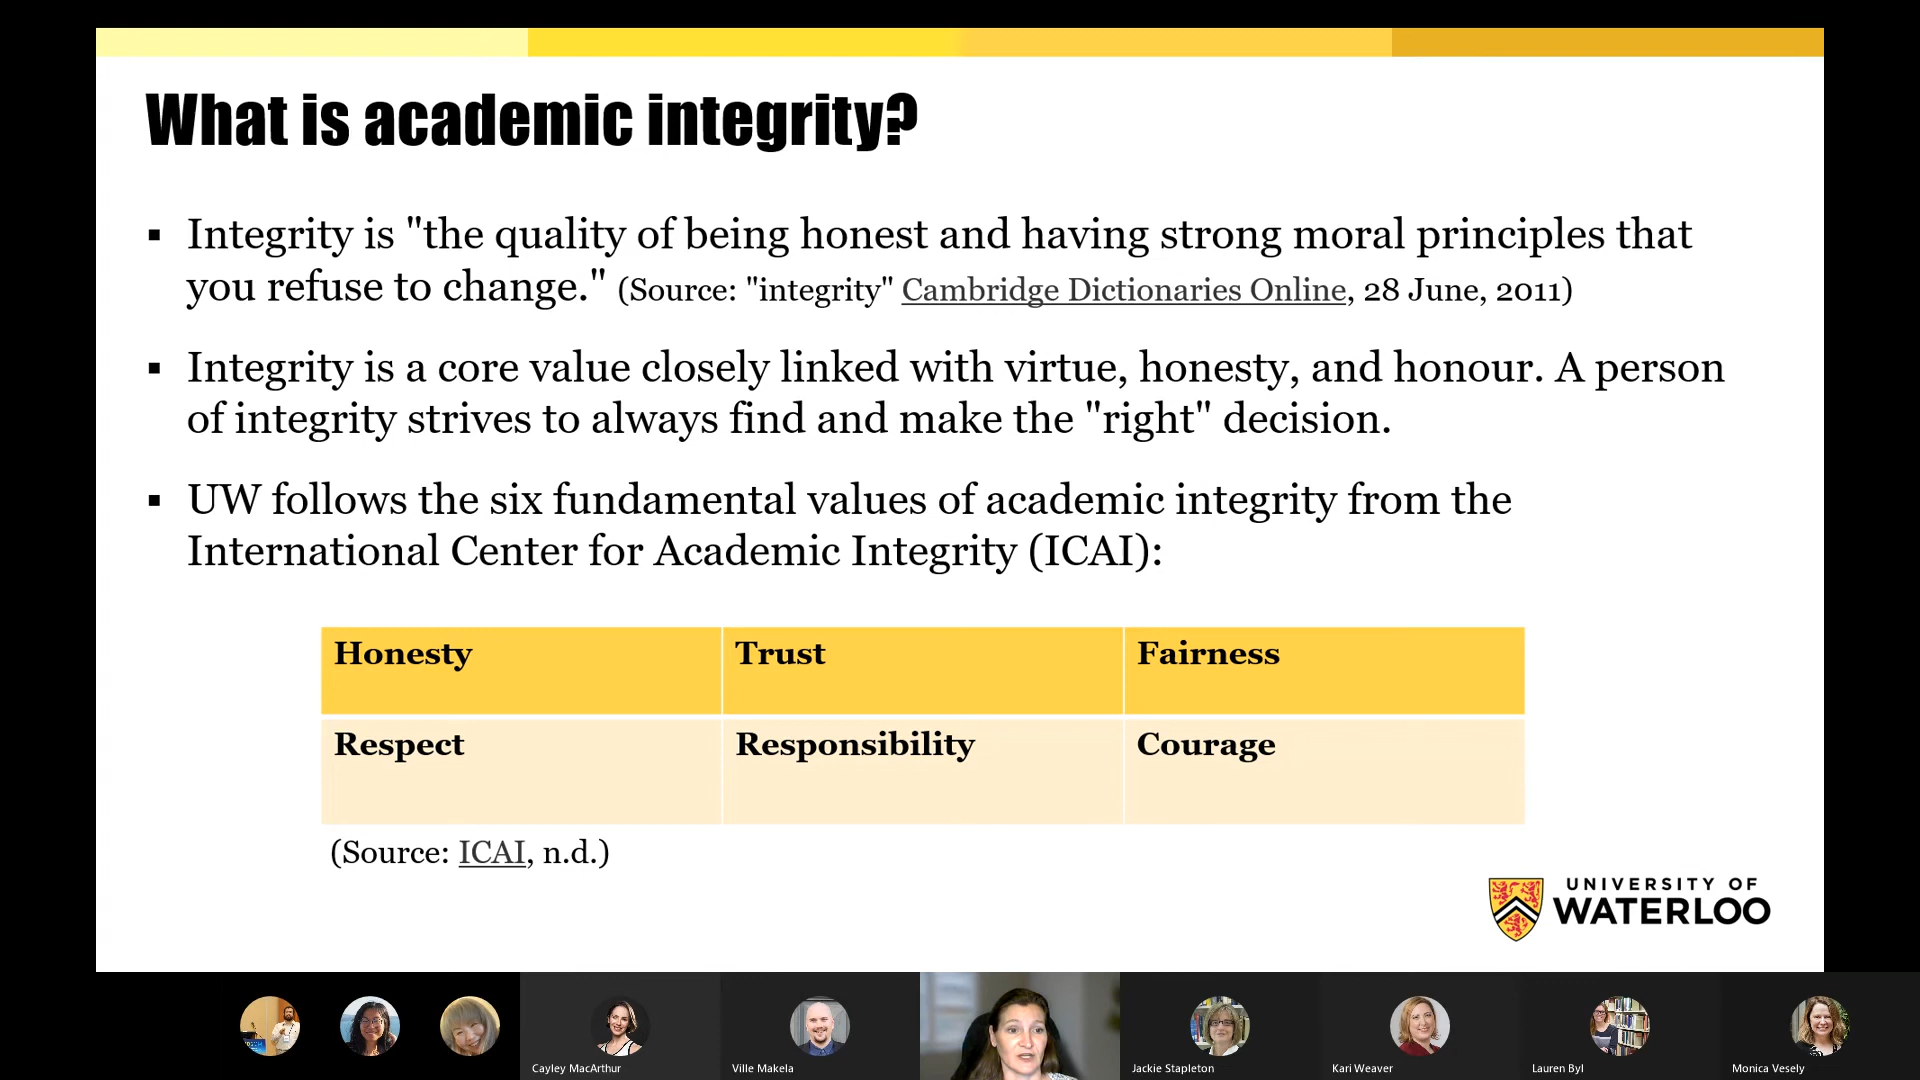 What is academic integrity?
▪ Integrity is "the quality of being honest and having strong moral principles that
you refuse to change." (Source: "integrity" Cambridge Dictionaries Online, 28 June, 2011)
▪ Integrity is a core value closely linked with virtue, honesty, and honour. A person
of integrity strives to always find and make the "right" decision.
▪ UW follows the six fundamental values of academic integrity from the
International Center for Academic Integrity (ICAI):
Honesty Trust Fairness
Respect Responsibility Courage
(Source: ICAI, n.d.)
UNIVERSITY OF
WATERLOO
Cayley MacArthur Ville Makela Jackie Stapleton Kari Weaver Lauren Byl Monica Vesely